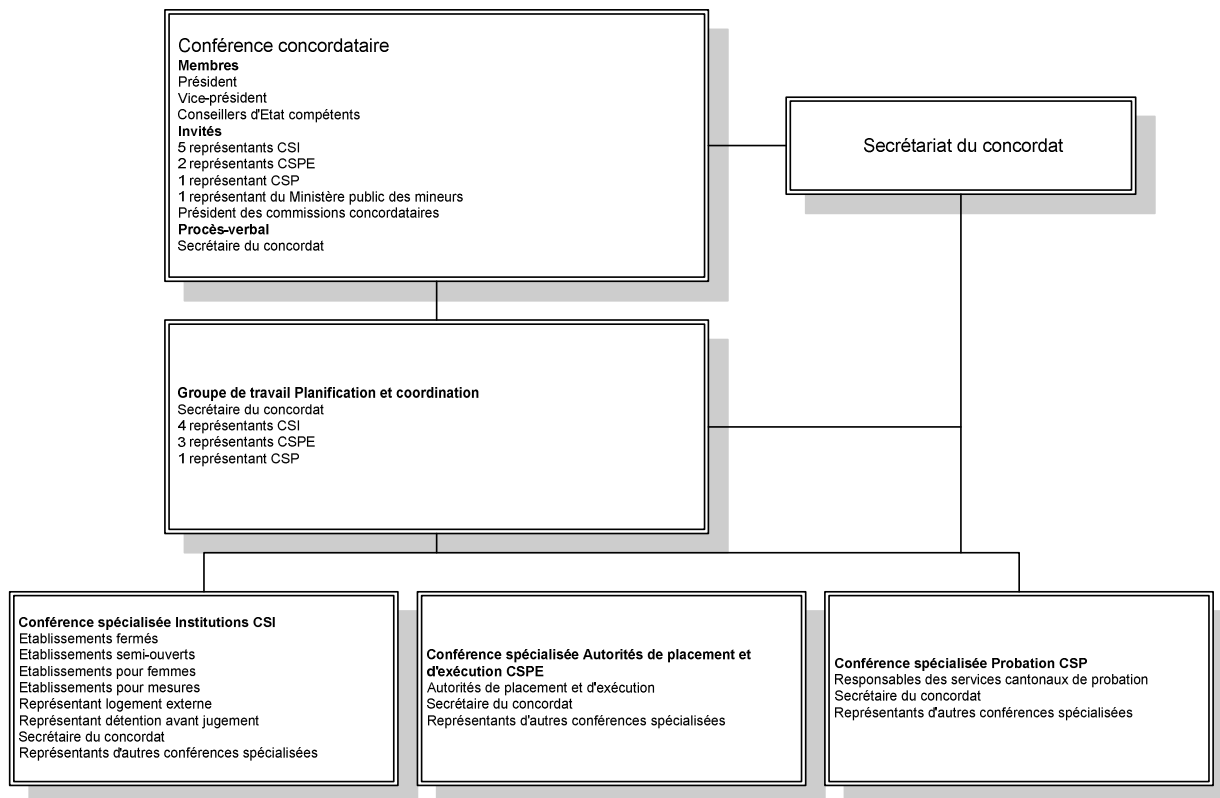 Conférence concordataire
Membres
Président
Vice-président
Conseillers d'Etat compétents
Invités
5 représentants CSI
2 représentants CSPE
1 représentant CSP
1 représentant du Ministère public des mineurs
Président des commissions concordataires
Procès-verbal
Secrétaire du concordat
Secrétariat du concordat
Groupe de travail Planification et coordination
Secrétaire du concordat
4 représentants CSI
3 représentants CSPE
1 représentant CSP
Conférence spécialisée Institutions CSI
Etablissements fermés
Etablissements semi-ouverts
Etablissements pour femmes
Etablissements pour mesures
Représentant logement externe
Représentant détention avant jugement
Secrétaire du concordat
Représentants d'autres conférences spécialisées
Conférence spécialisée Autorités de placement et
d'exécution CSPE
Autorités de placement et d'exécution
Secrétaire du concordat
Représentants d'autres conférences spécialisées
Conférence spécialisée Probation CSP
Responsables des services cantonaux de probation
Secrétaire du concordat
Représentants d'autres conférences spécialisées